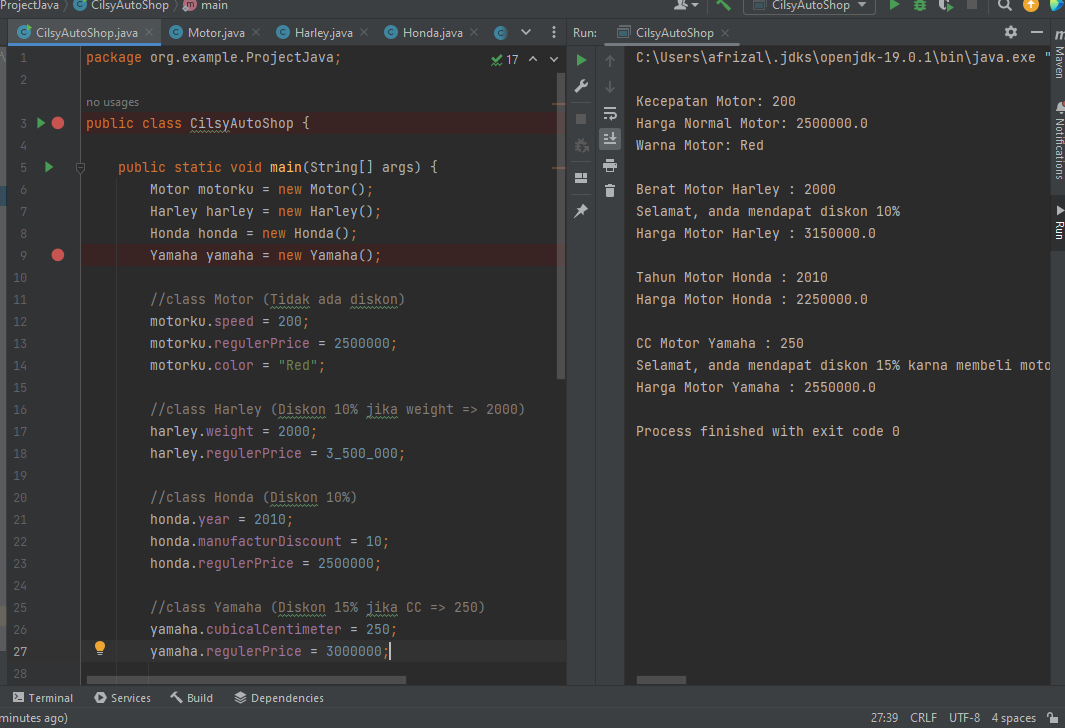 ProjectJava CilsyAutoShop main
CilsyAutoShop
CilsyAutoShop.java Motor.java Harley.java Honda.java
Run: CilsyAutoShop
17
1 package org.example.ProjectJava;
2
no usages
3 public class CilsyAutoShop {
4
5 public static void main(String[] args) {
6 Motor motorku = new Motor();
7 Harley harley = new Harley();
8 Honda honda = new Honda();
9 Yamaha yamaha = new Yamaha();
10
11 //class Motor (Tidak ada diskon)
12 motorku.speed = 200;
13 motorku.regulerPrice = 2500000;
14 motorku.color = "Red";
15
16 //class Harley (Diskon 10% jika weight => 2000)
17 harley.weight = 2000;
18 harley.regulerPrice = 3_500_000;
19
20 //class Honda (Diskon 10%)
21 honda.year = 2010;
22 honda.manufacturDiscount = 10;
23 honda.regulerPrice = 2500000;
24
25 //class Yamaha (Diskon 15% jika CC => 250)
26 yamaha.cubicalCentimeter = 250;
27 yamaha.regulerPrice = 3000000;
28
C:\Users\afrizal\.jdks\openjdk-19.0.1\bin\java.exe "
Kecepatan Motor: 200
Harga Normal Motor: 2500000.0
Warna Motor: Red
Berat Motor Harley : 2000
Selamat, anda mendapat diskon 10%
Harga Motor Harley : 3150000.0
Tahun Motor Honda : 2010
Harga Motor Honda : 2250000.0
CC Motor Yamaha : 250
Selamat, anda mendapat diskon 15% karna membeli moto
Harga Motor Yamaha : 2550000.0
Process finished with exit code 0
Maven
Notifications
Run
Terminal Services Build Dependencies
minutes ago)
27:39 CRLF UTF-8 4 spaces